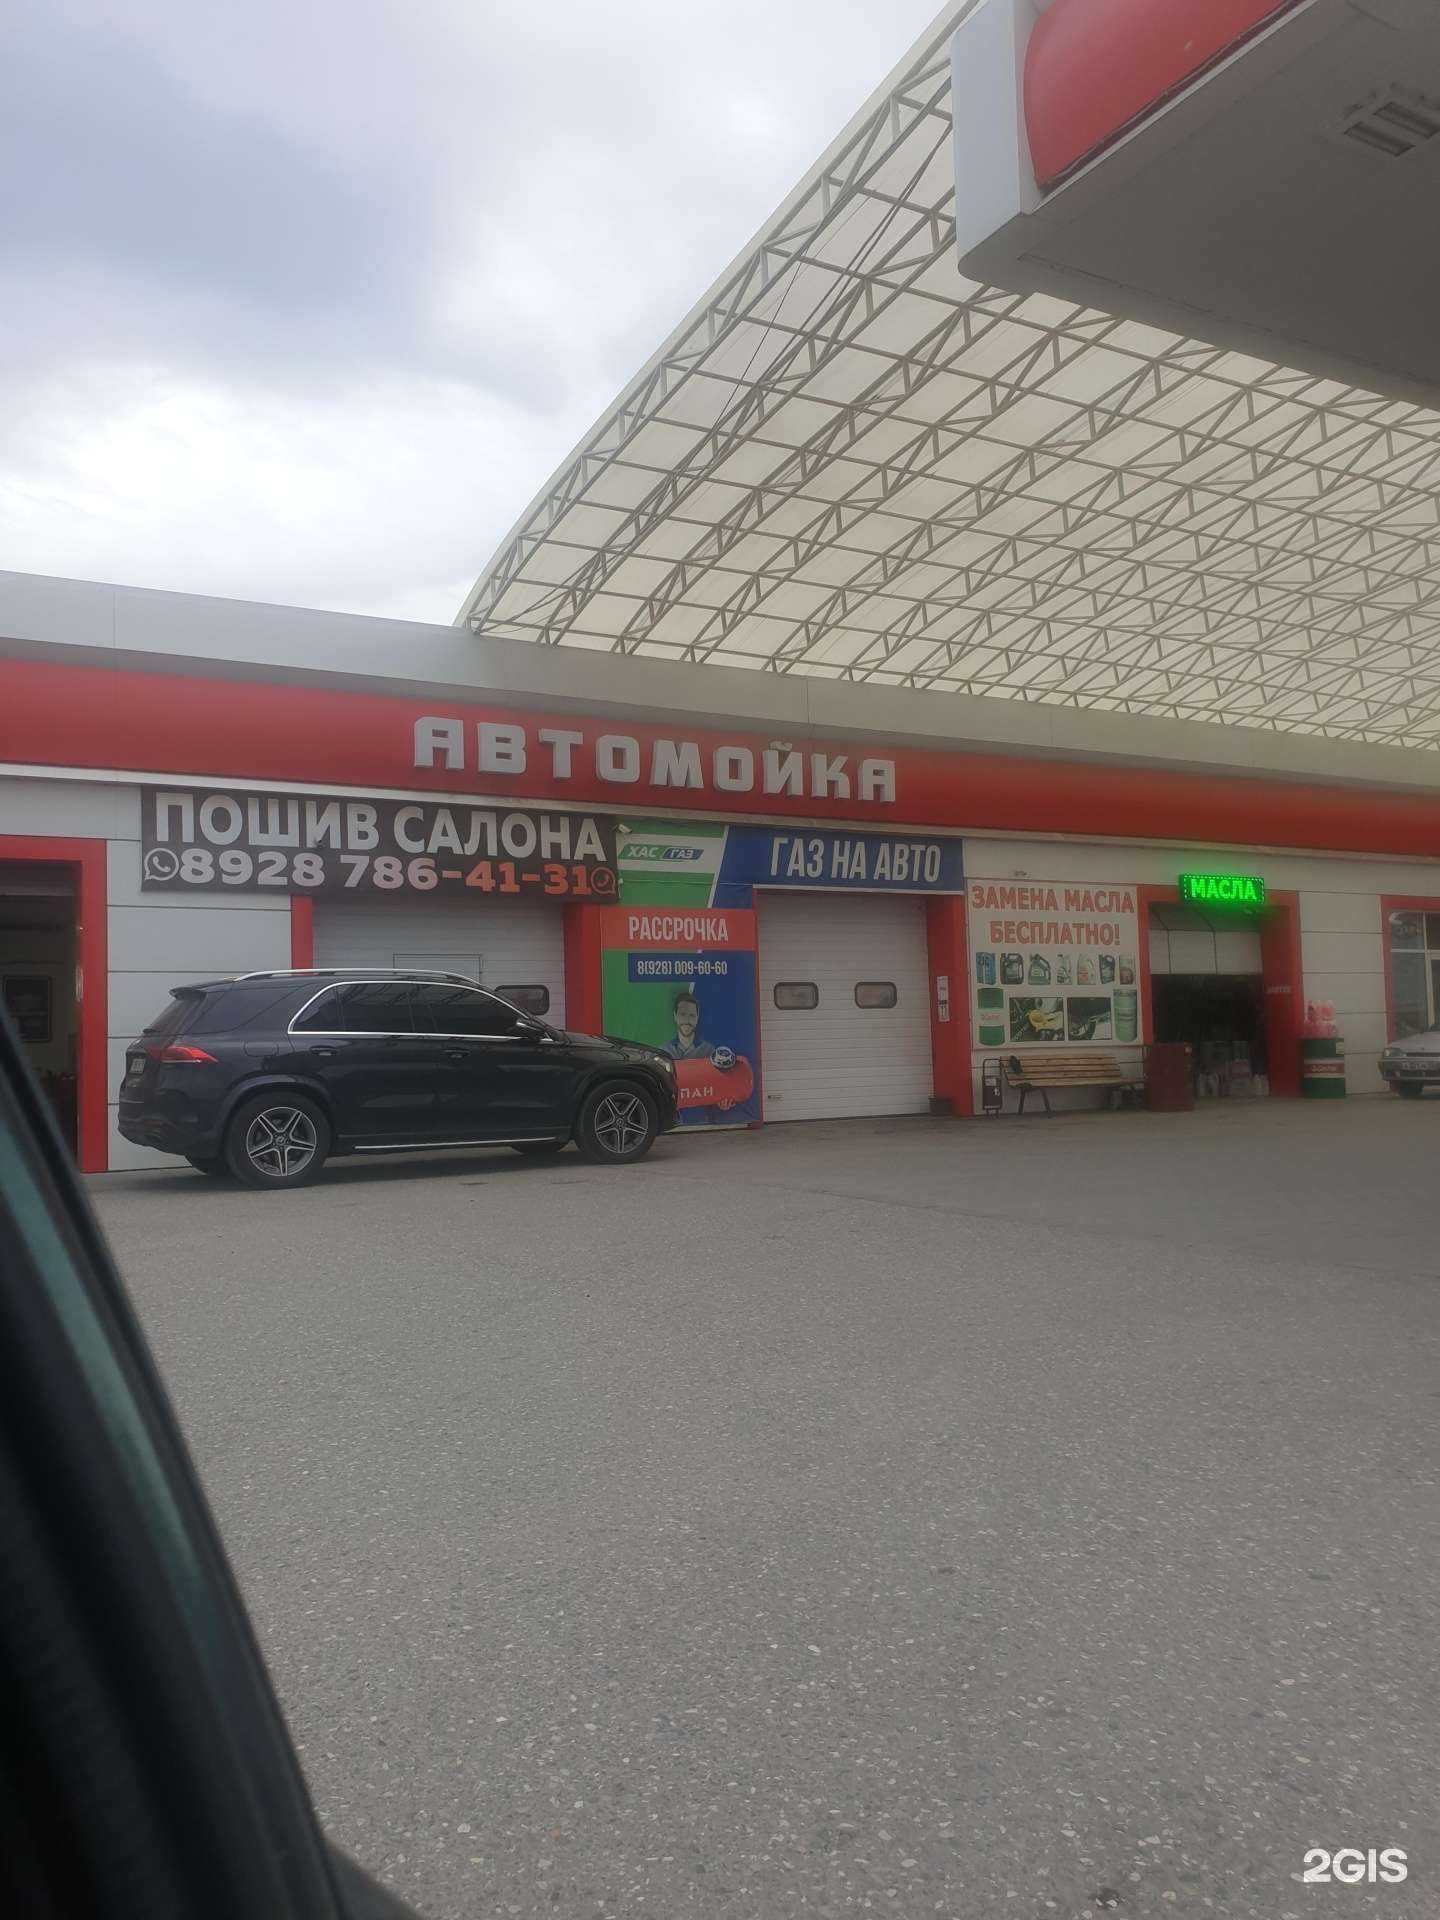 АВТОМОЙКА
ПОШИВ САЛОНА
8928 786-41-31
ХАС ГАЗ
ГАЗ НА АВТО
РАССРОЧКА
8(928) 009-60-60
ПАН
ЗАМЕНА МАСЛА
БЕСПЛАТНО!
МАСЛА
2GIS